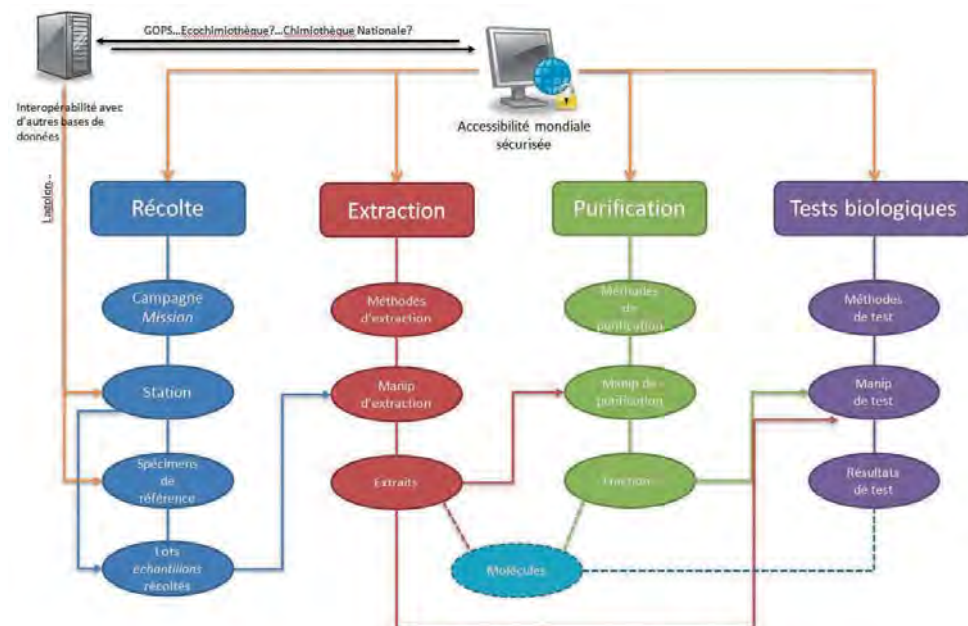 GOPS...Ecochimiothèque?...Chimiothèque Nationale?
Interopérabilité avec
d'autres bases de
données
Accessibilité mondiale
sécurisée
Lagplon...
Récolte
Extraction
Purification
Tests biologiques
Campagne
Mission
Méthodes
d'extraction
Méthodes
de
purification
Méthodes
de test
Station
Manip
d'extraction
Manip de
purification
Manip
de test
Spécimens
de
référence
Extraits
Fractions
Résultats
de test
Lots
échantillons
récoltés
Molécules